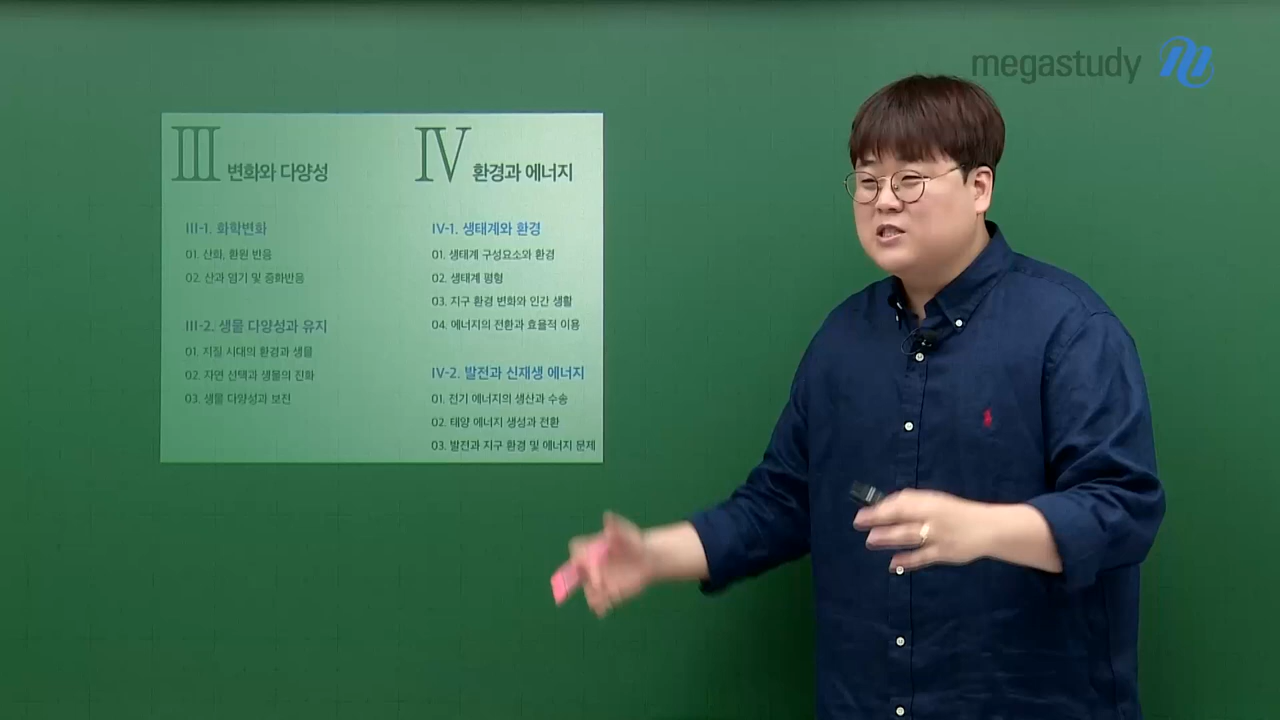 megastudy
III 변화와 다양성
III-1. 화학변화
01. 산화, 환원 반응
02. 산과 염기 및 중화반응
III-2. 생물 다양성과 유지
01. 지질 시대의 환경과 생물
02. 자연 선택과 생물의 진화
03. 생물 다양성과 보전
IV 환경과 에너지
IV-1. 생태계와 환경
01. 생태계 구성요소와 환경
02. 생태계 평형
03. 지구 환경 변화와 인간 생활
04. 에너지의 전환과 효율적 이용
IV-2. 발전과 신재생 에너지
01. 전기 에너지의 생산과 수송
02. 태양 에너지 생성과 전환
03. 발전과 지구 환경 및 에너지 문제